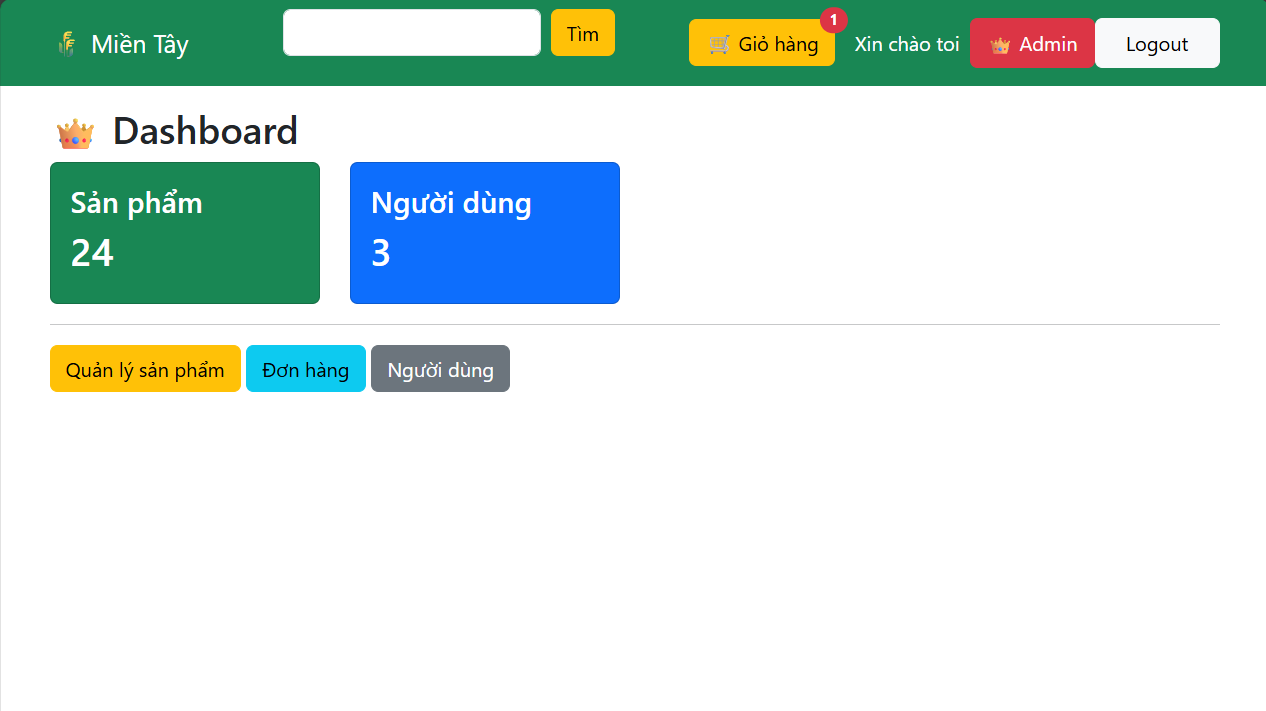 Miền Tây
Tìm
Giỏ hàng 1
Xin chào toi
Admin
Logout
Dashboard
Sản phẩm
24
Người dùng
3
Quản lý sản phẩm
Đơn hàng
Người dùng